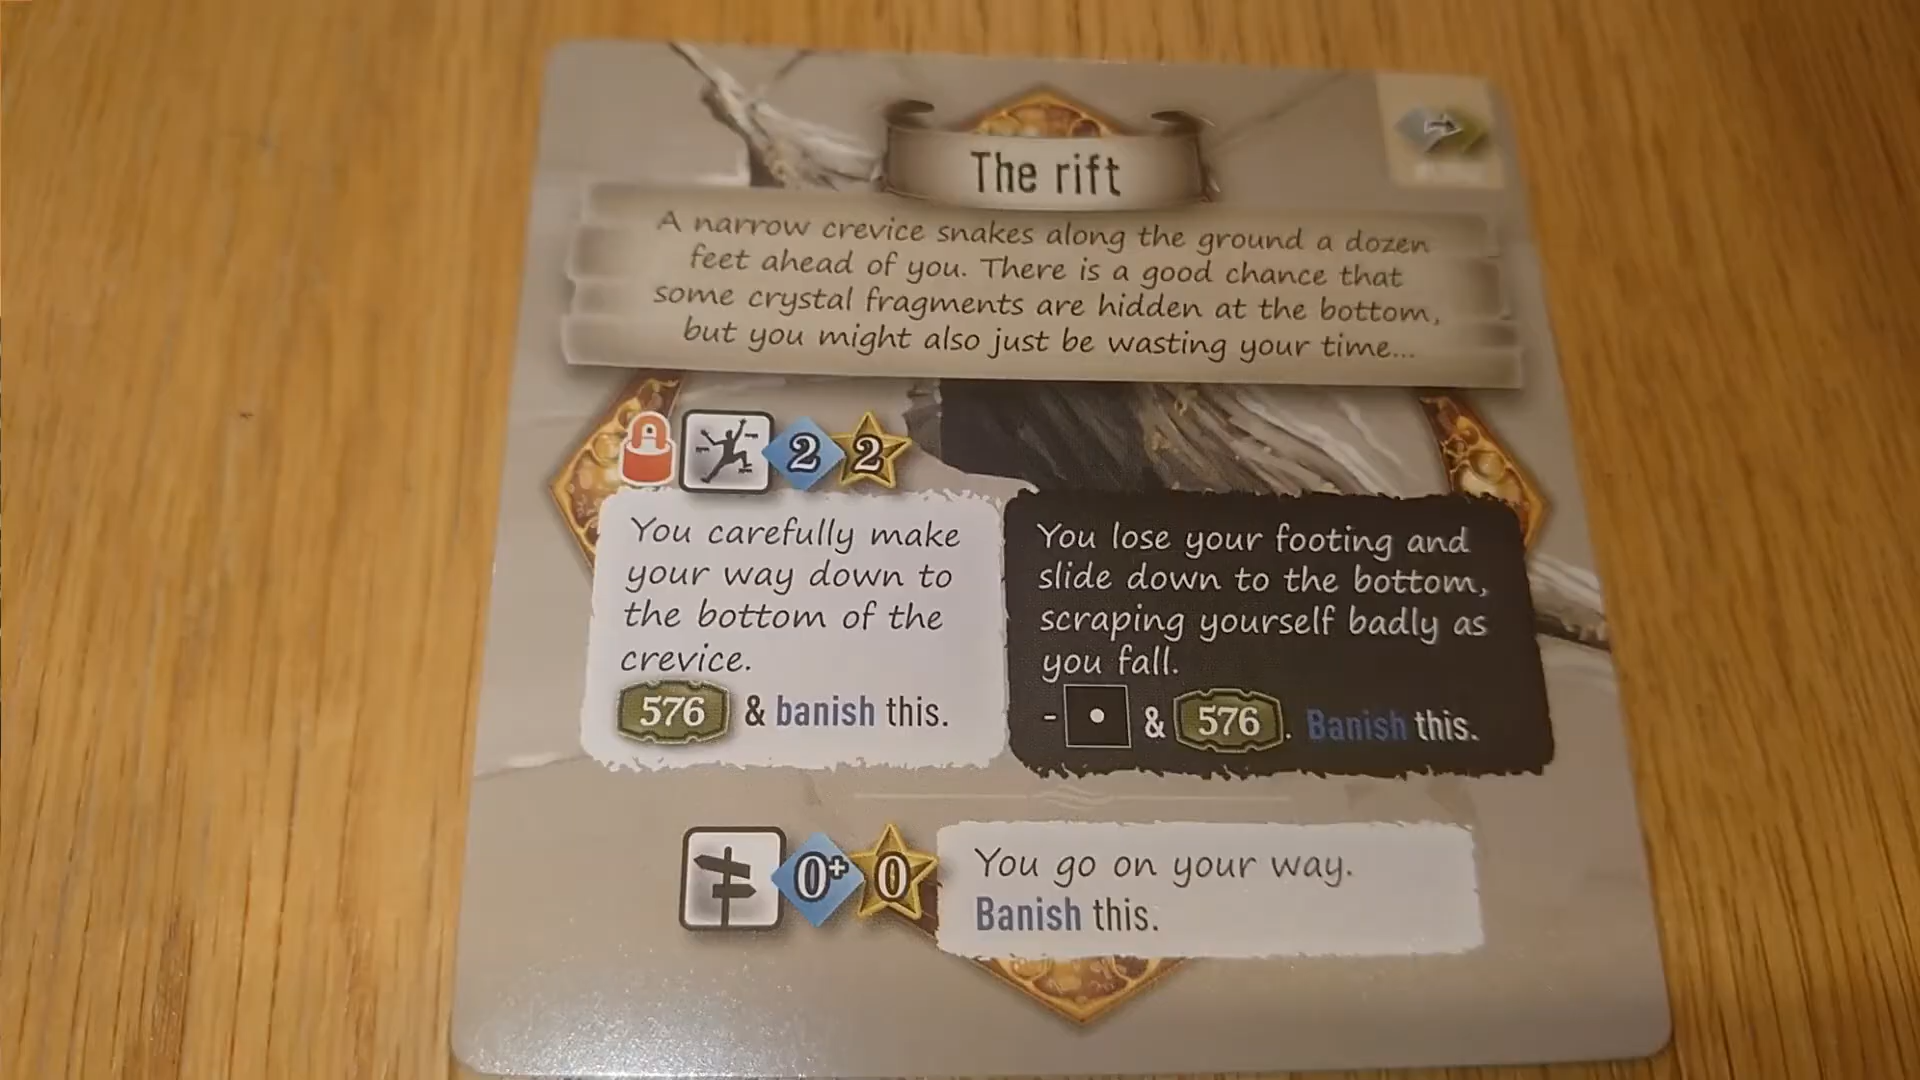 The rift
A narrow crevice snakes along the ground a dozen
feet ahead of you. There is a good chance that
some crystal fragments are hidden at the bottom,
but you might also just be wasting your time...
2 2
You carefully make
your way down to
the bottom of the
crevice.
576 & banish this.
You lose your footing and
slide down to the bottom,
scraping yourself badly as
you fall.
- & 576. Banish this.
0+ 0
You go on your way.
Banish this.